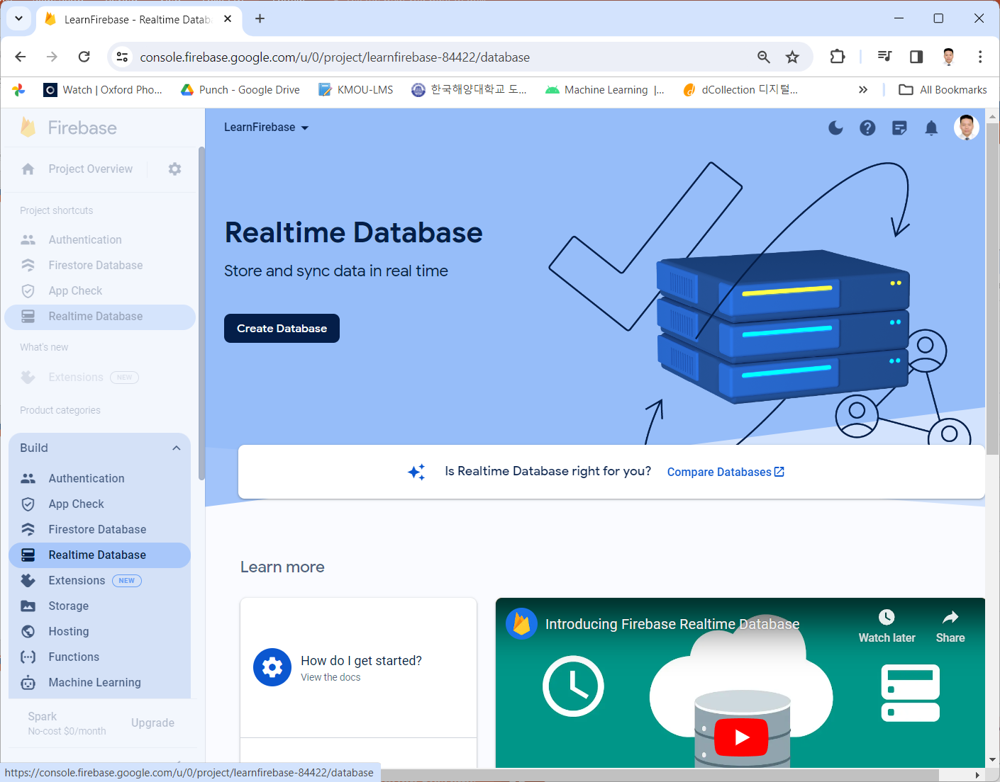 LearnFirebase - Realtime Datab
console.firebase.google.com/u/0/project/learnfirebase-84422/database
Watch | Oxford Pho...
Punch - Google Drive
KMOU-LMS
한국해양대학교 도...
Machine Learning |...
dCollection 디지털...
All Bookmarks
Firebase
Project Overview
Project shortcuts
Authentication
Firestore Database
App Check
Realtime Database
What's new
Extensions NEW
Product categories
Build
Authentication
App Check
Firestore Database
Realtime Database
Extensions NEW
Storage
Hosting
Functions
Machine Learning
Spark
No-cost $0/month
Upgrade
LearnFirebase
Realtime Database
Store and sync data in real time
Create Database
Is Realtime Database right for you? Compare Databases
Learn more
How do I get started?
View the docs
Introducing Firebase Realtime Database
Watch later
Share
https://console.firebase.google.com/u/0/project/learnfirebase-84422/database